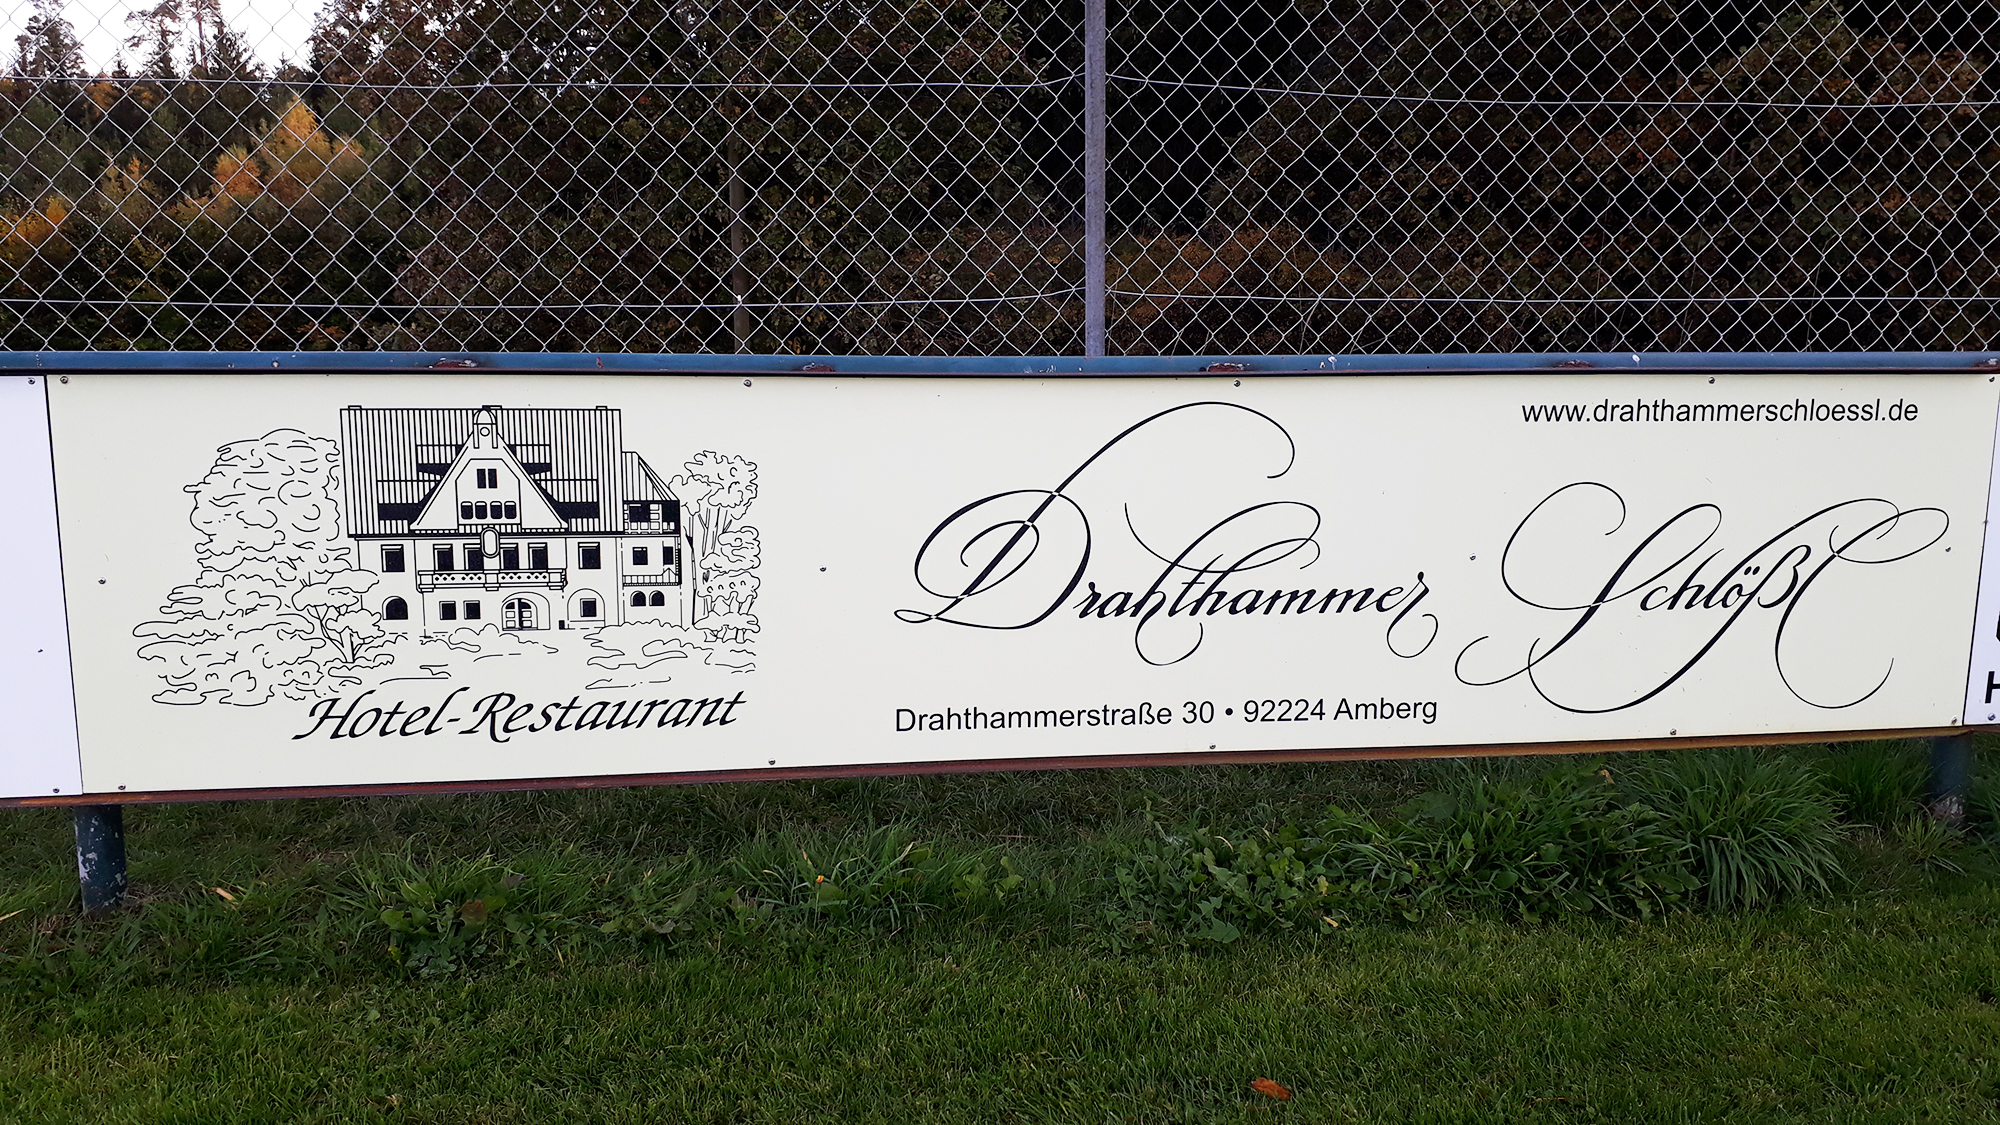 www.drahthammerschloessl.de
Drahthammer Schlößl
Hotel-Restaurant
Drahthammerstraße 30 • 92224 Amberg